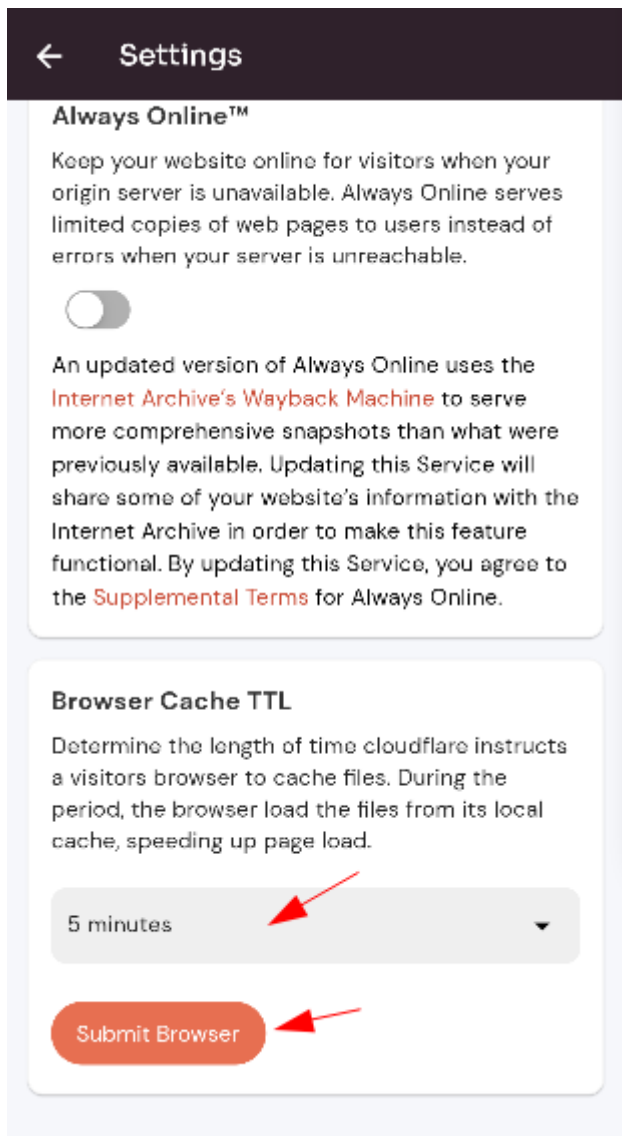 Settings
Always Online™
Keep your website online for visitors when your
origin server is unavailable. Always Online serves
limited copies of web pages to users instead of
errors when your server is unreachable.
An updated version of Always Online uses the
Internet Archive's Wayback Machine to serve
more comprehensive snapshots than what were
previously available. Updating this Service will
share some of your website's information with the
Internet Archive in order to make this feature
functional. By updating this Service, you agree to
the Supplemental Terms for Always Online.
Browser Cache TTL
Determine the length of time cloudflare instructs
a visitors browser to cache files. During the
period, the browser load the files from its local
cache, speeding up page load.
5 minutes
Submit Browser